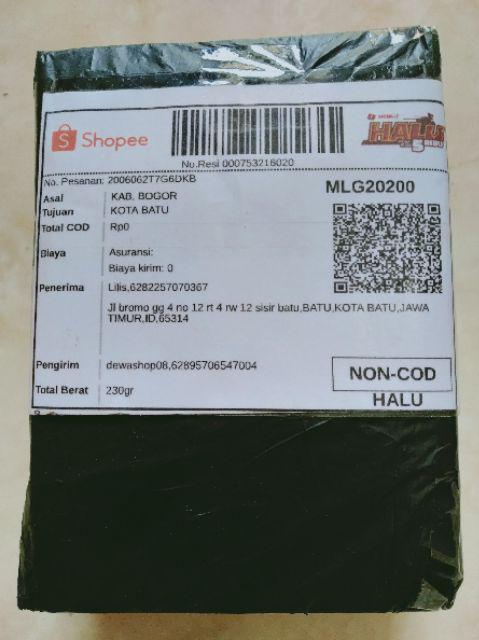 Shopee
HALU
5
No.Resi 000753216020
No. Pesanan: 2006062T7G6DKB
MLG20200
Asal KAB. BOGOR
Tujuan KOTA BATU
Total COD Rp0
Biaya Asuransi:
Biaya kirim: 0
Penerima Lilis,6282257070367
Jl bromo gg 4 no 12 rt 4 rw 12 sisir batu,BATU,KOTA BATU,JAWA
TIMUR,ID,65314
Pengirim dewashop08,62895706547004
NON-COD
Total Berat 230gr
HALU